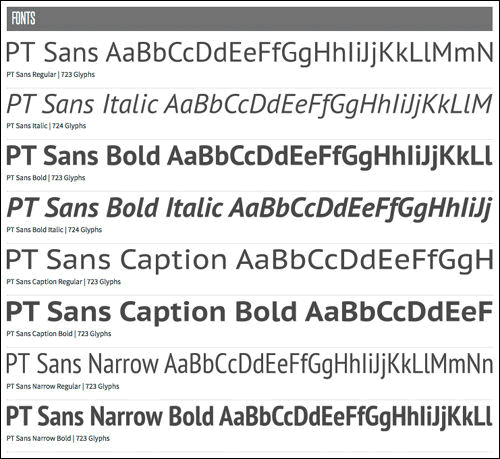 FONTS
PT Sans AaBbCcDdEeFfGgHhIiJjKkLlMmN
PT Sans Regular | 723 Glyphs
PT Sans Italic AaBbCcDdEeFfGgHhIiJjKkLlM
PT Sans Italic | 724 Glyphs
PT Sans Bold AaBbCcDdEeFfGgHhIiJjKkLl
PT Sans Bold | 723 Glyphs
PT Sans Bold Italic AaBbCcDdEeFfGgHhIiJj
PT Sans Bold Italic | 724 Glyphs
PT Sans Caption AaBbCcDdEeFfGgH
PT Sans Caption Regular | 723 Glyphs
PT Sans Caption Bold AaBbCcDdEeF
PT Sans Caption Bold | 723 Glyphs
PT Sans Narrow AaBbCcDdEeFfGgHhIiJjKkLlMmNn
PT Sans Narrow Regular | 723 Glyphs
PT Sans Narrow Bold AaBbCcDdEeFfGgHhIiJjKkLl
PT Sans Narrow Bold | 723 Glyphs